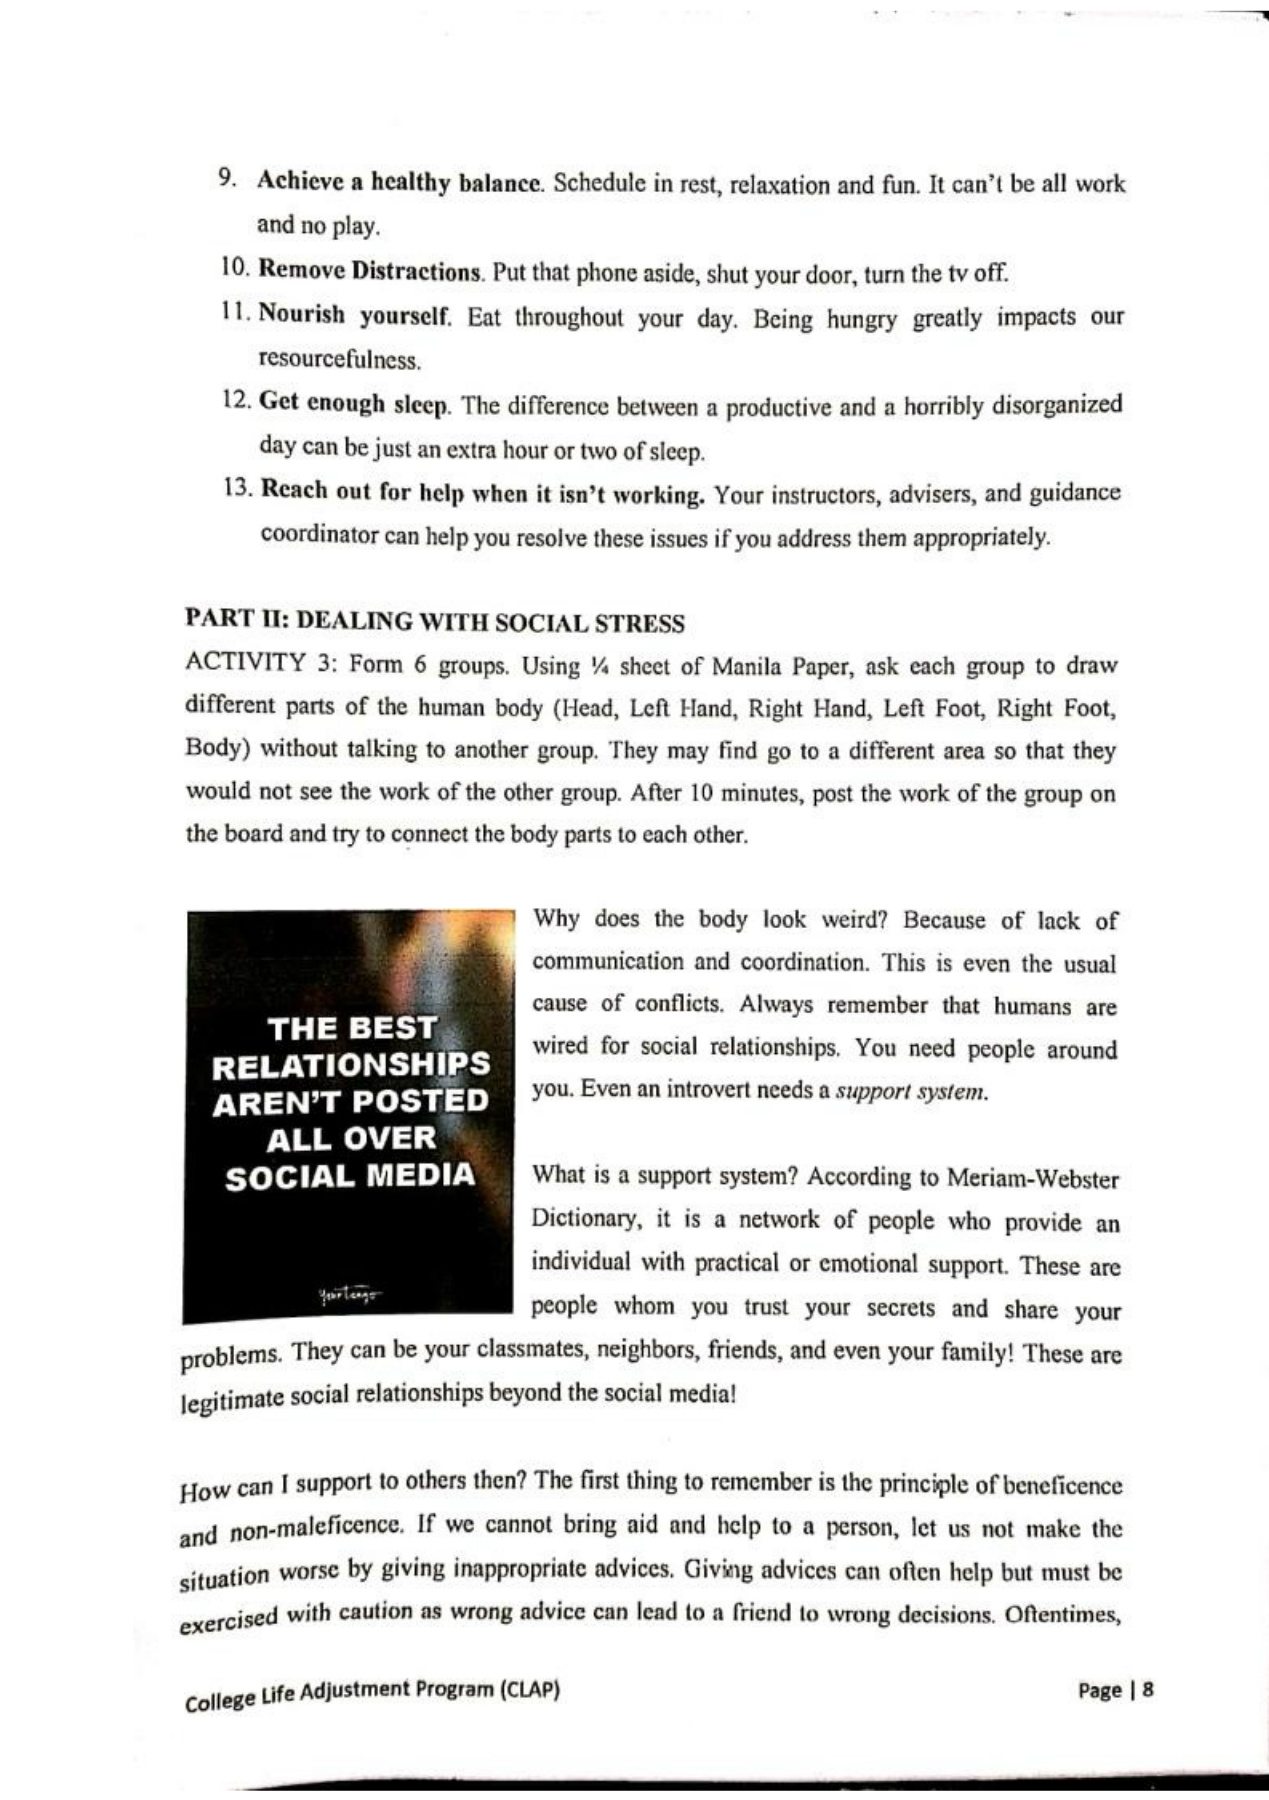 9. Achieve a healthy balance. Schedule in rest, relaxation and fun. It can't be all work
and no play.
10. Remove Distractions. Put that phone aside, shut your door, turn the tv off.
11. Nourish yourself. Eat throughout your day. Being hungry greatly impacts our
resourcefulness.
12. Get enough sleep. The difference between a productive and a horribly disorganized
day can be just an extra hour or two of sleep.
13. Reach out for help when it isn't working. Your instructors, advisers, and guidance
coordinator can help you resolve these issues if you address them appropriately.
PART II: DEALING WITH SOCIAL STRESS
ACTIVITY 3: Form 6 groups. Using ¼ sheet of Manila Paper, ask each group to draw
different parts of the human body (Head, Left Hand, Right Hand, Left Foot, Right Foot,
Body) without talking to another group. They may find go to a different area so that they
would not see the work of the other group. After 10 minutes, post the work of the group on
the board and try to connect the body parts to each other.
THE BEST
RELATIONSHIPS
AREN'T POSTED
ALL OVER
SOCIAL MEDIA
YourTango
Why does the body look weird? Because of lack of
communication and coordination. This is even the usual
cause of conflicts. Always remember that humans are
wired for social relationships. You need people around
you. Even an introvert needs a support system.
What is a support system? According to Meriam-Webster
Dictionary, it is a network of people who provide an
individual with practical or emotional support. These are
people whom you trust your secrets and share your
problems. They can be your classmates, neighbors, friends, and even your family! These are
legitimate social relationships beyond the social media!
How can I support to others then? The first thing to remember is the principle of beneficence
and non-maleficence. If we cannot bring aid and help to a person, let us not make the
situation worse by giving inappropriate advices. Giving advices can often help but must be
exercised with caution as wrong advice can lead to a friend to wrong decisions. Oftentimes,
College Life Adjustment Program (CLAP)
Page | 8